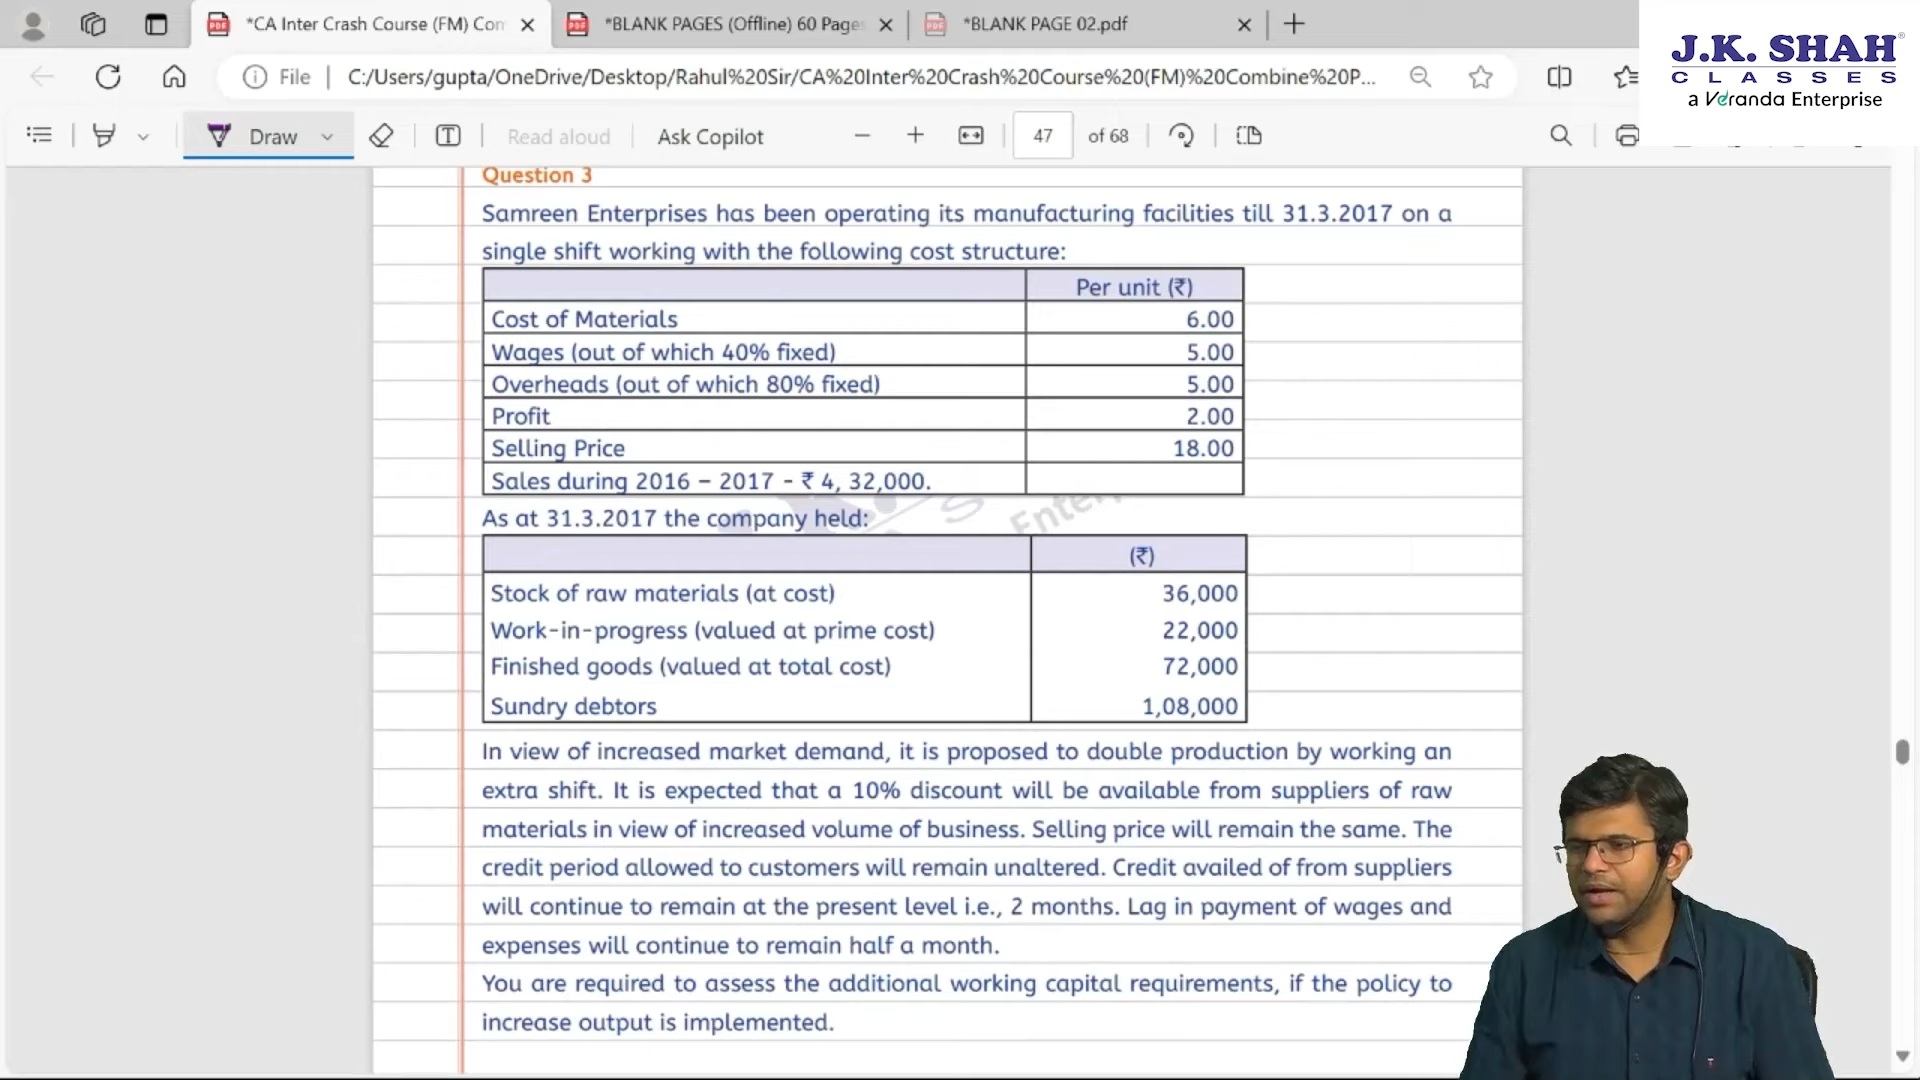 *CA Inter Crash Course (FM) Con
*BLANK PAGES (Offline) 60 Page
*BLANK PAGE 02.pdf
File
C:/Users/gupta/OneDrive/Desktop/Rahul%20Sir/CA%20Inter%20Crash%20Course%20(FM)%20Combine%20P...
J.K. SHAH®
CLASSES
a Veranda Enterprise
Draw
Read aloud
Ask Copilot
47
of 68
Question 3
Samreen Enterprises has been operating its manufacturing facilities till 31.3.2017 on a
single shift working with the following cost structure:
Per unit (₹)
Cost of Materials 6.00
Wages (out of which 40% fixed) 5.00
Overheads (out of which 80% fixed) 5.00
Profit 2.00
Selling Price 18.00
Sales during 2016 – 2017 - ₹ 4, 32,000.
As at 31.3.2017 the company held:
(₹)
Stock of raw materials (at cost) 36,000
Work-in-progress (valued at prime cost) 22,000
Finished goods (valued at total cost) 72,000
Sundry debtors 1,08,000
In view of increased market demand, it is proposed to double production by working an
extra shift. It is expected that a 10% discount will be available from suppliers of raw
materials in view of increased volume of business. Selling price will remain the same. The
credit period allowed to customers will remain unaltered. Credit availed of from suppliers
will continue to remain at the present level i.e., 2 months. Lag in payment of wages and
expenses will continue to remain half a month.
You are required to assess the additional working capital requirements, if the policy to
increase output is implemented.